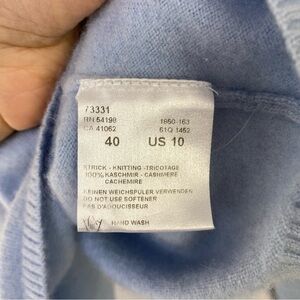 73331
RN 54198 1850-163
CA 41062 61Q 1452
40 US 10
STRICK - KNITTING -TRICOTAGE
100% KASCHMIR - CASHMERE
CACHEMIRE
KEINEN WEICHSPÜLER VERWENDEN
DO NOT USE SOFTENER
PAS D'ADOUCISSEUR
HAND WASH